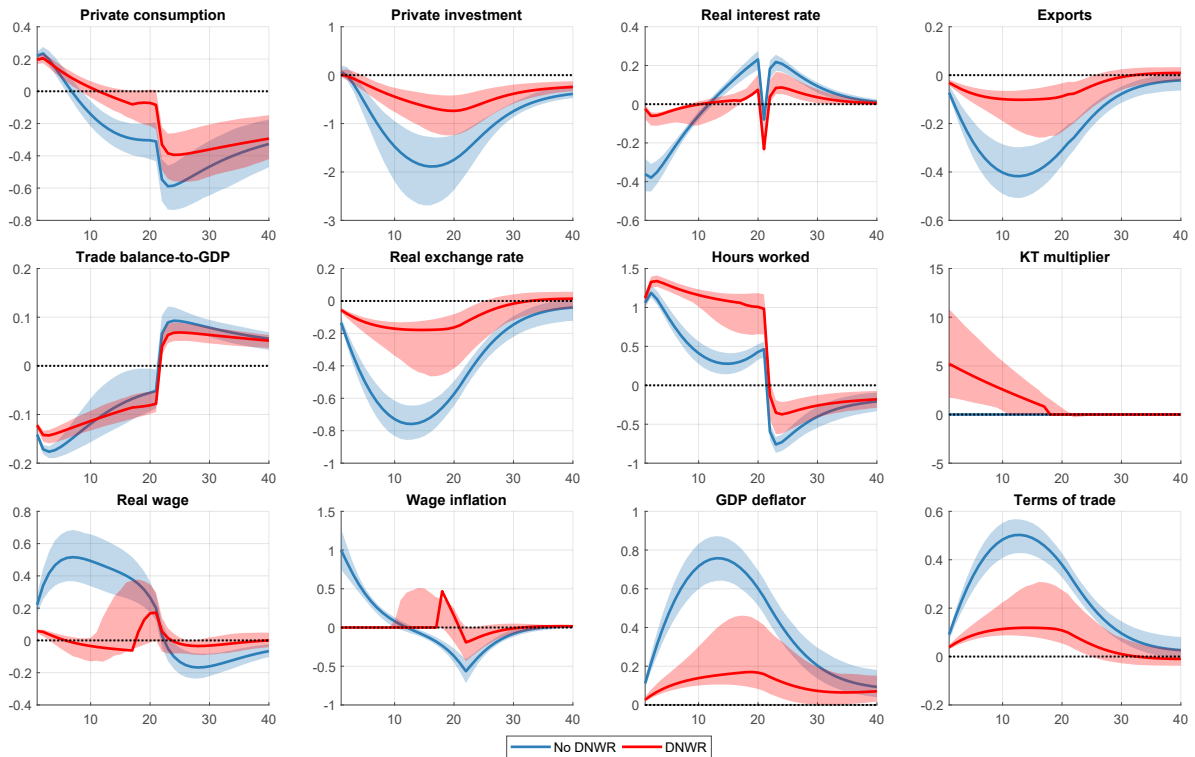 Private consumption
0.4
0.2
0
-0.2
-0.4
-0.6
-0.8
10 20 30 40
Private investment
1
0
-1
-2
-3
10 20 30 40
Real interest rate
0.4
0.2
0
-0.2
-0.4
-0.6
10 20 30 40
Exports
0.2
0
-0.2
-0.4
-0.6
10 20 30 40
Trade balance-to-GDP
0.2
0.1
0
-0.1
-0.2
10 20 30 40
Real exchange rate
0.2
0
-0.2
-0.4
-0.6
-0.8
-1
10 20 30 40
Hours worked
1.5
1
0.5
0
-0.5
-1
10 20 30 40
KT multiplier
15
10
5
0
-5
10 20 30 40
Real wage
0.8
0.6
0.4
0.2
0
-0.2
-0.4
10 20 30 40
Wage inflation
1.5
1
0.5
0
-0.5
-1
10 20 30 40
GDP deflator
1
0.8
0.6
0.4
0.2
0
10 20 30 40
Terms of trade
0.6
0.4
0.2
0
-0.2
10 20 30 40
No DNWR DNWR